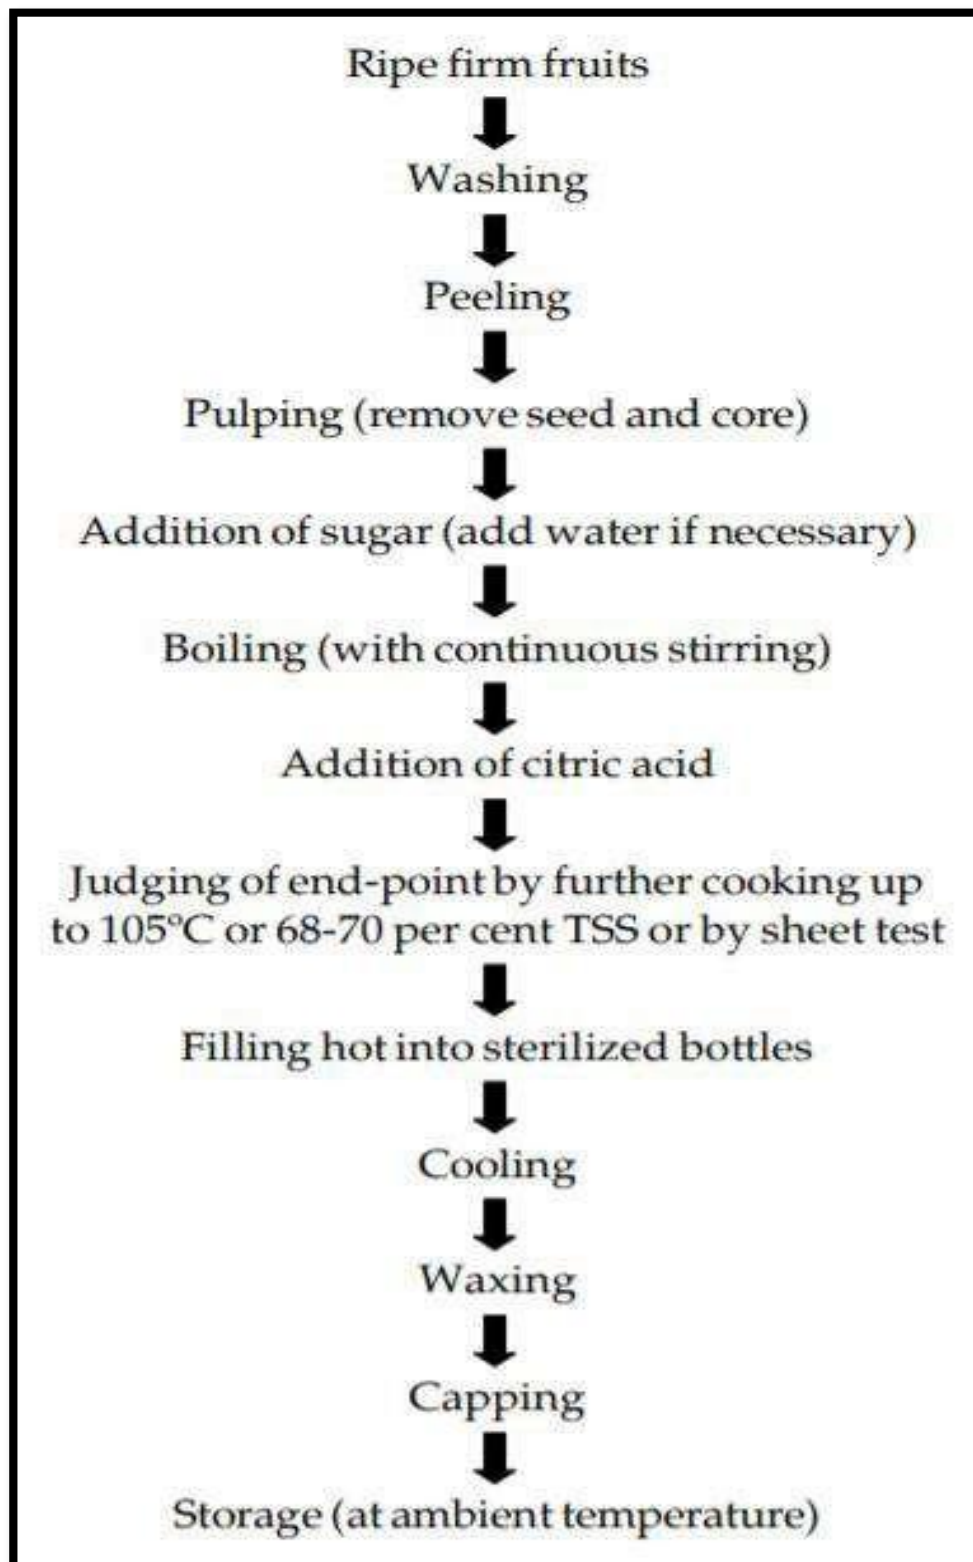 Ripe firm fruits
Washing
Peeling
Pulping (remove seed and core)
Addition of sugar (add water if necessary)
Boiling (with continuous stirring)
Addition of citric acid
Judging of end-point by further cooking up
to 105ºC or 68-70 per cent TSS or by sheet test
Filling hot into sterilized bottles
Cooling
Waxing
Capping
Storage (at ambient temperature)